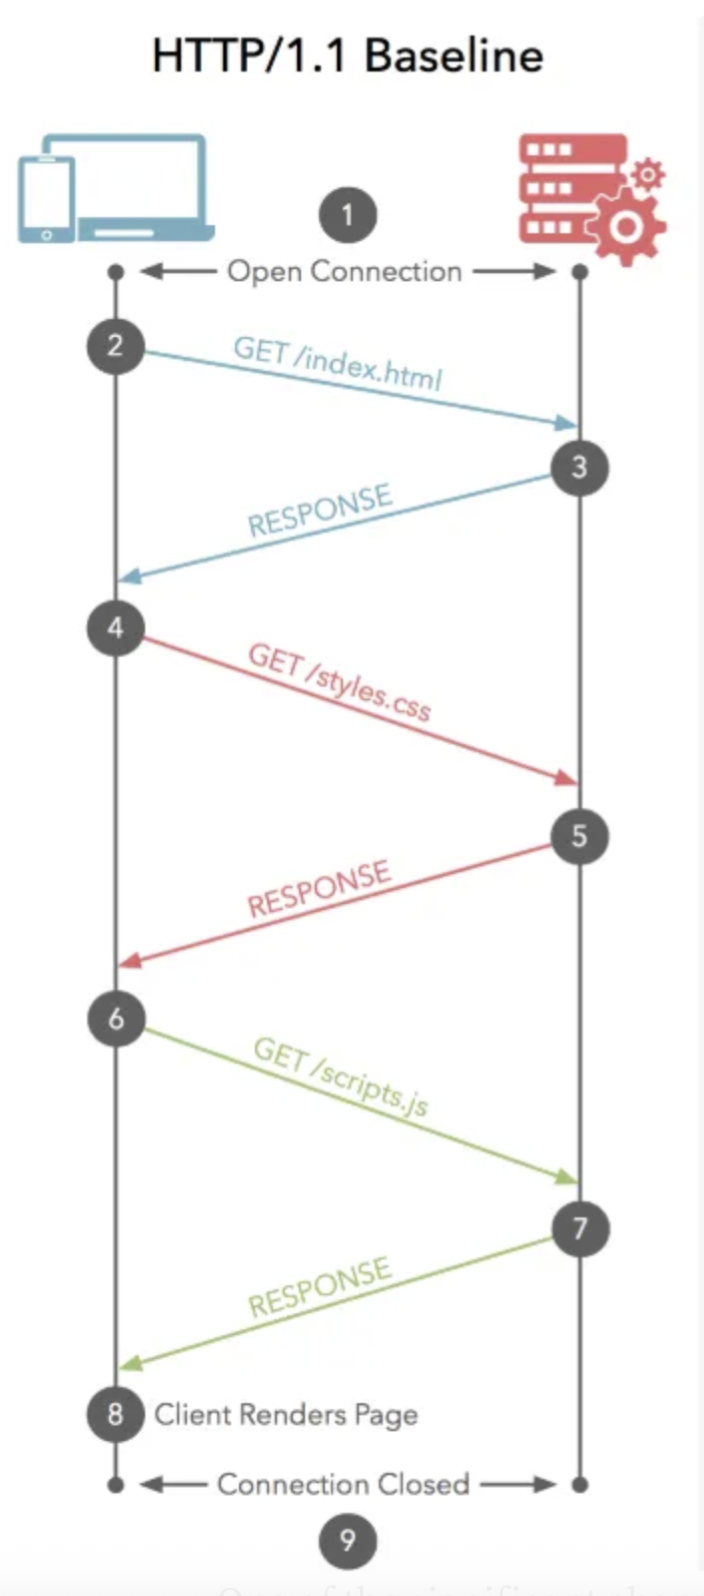 HTTP/1.1 Baseline
1
Open Connection
2
GET /index.html
3
RESPONSE
4
GET /styles.css
5
RESPONSE
6
GET /scripts.js
7
RESPONSE
8 Client Renders Page
Connection Closed
9